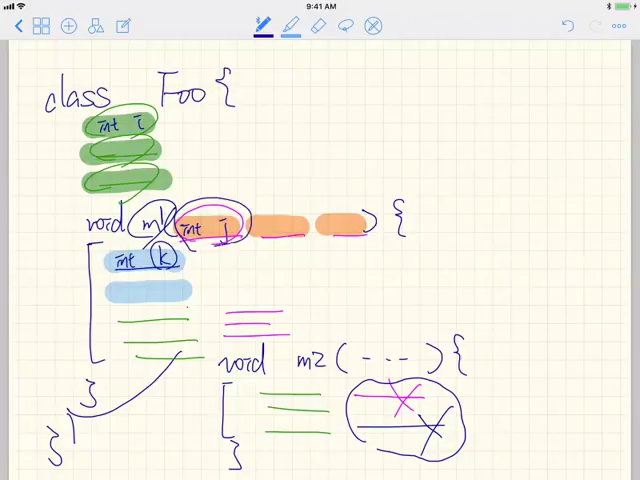 9:41 AM
class Foo {
int i
void m1( int j ) {
int k
}
void m2 ( - - - ) {
}
}